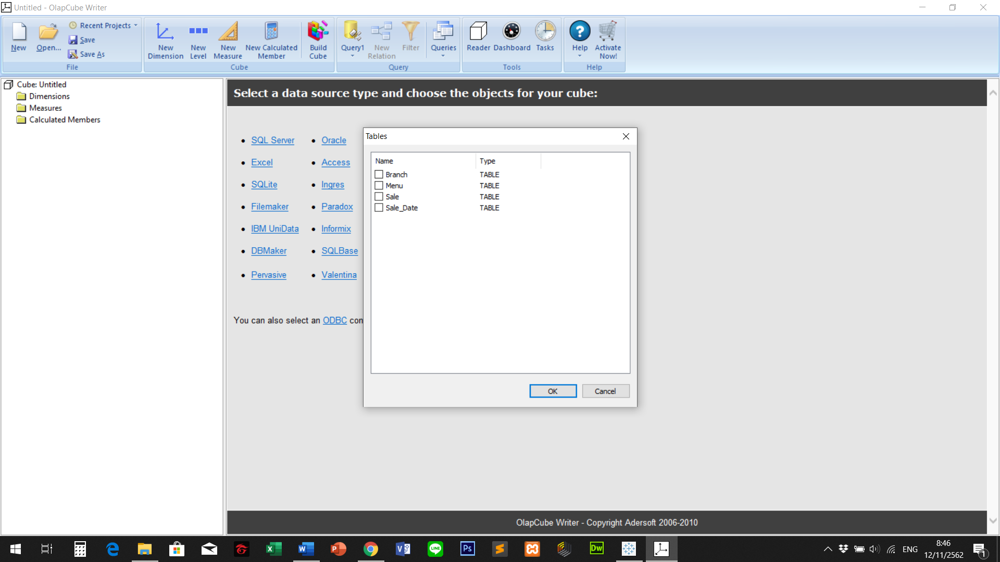 Untitled - OlapCube Writer
New
Open...
Recent Projects
Save
Save As
File
New Dimension
New Level
New Measure
New Calculated Member
Build Cube
Cube
Query1
New Relation
Filter
Queries
Query
Reader
Dashboard
Tasks
Tools
Help
Activate Now!
Help
Cube: Untitled
Dimensions
Measures
Calculated Members
Select a data source type and choose the objects for your cube:
SQL Server
Oracle
Excel
Access
SQLite
Ingres
Filemaker
Paradox
IBM UniData
Informix
DBMaker
SQLBase
Pervasive
Valentina
You can also select an ODBC con
Tables
Name Type
Branch TABLE
Menu TABLE
Sale TABLE
Sale_Date TABLE
OK
Cancel
OlapCube Writer - Copyright Adersoft 2006-2010
LINE
Ps
Dw
ENG
8:46
12/11/2562
1